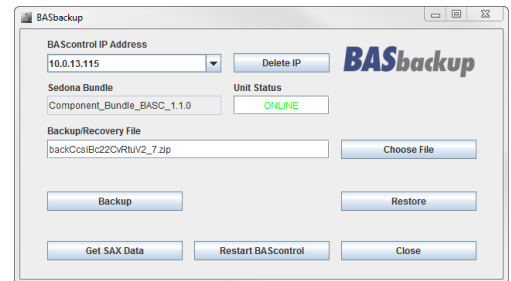 BASbackup
BAScontrol IP Address
10.0.13.115
Delete IP
BASbackup
Sedona Bundle
Unit Status
Component_Bundle_BASC_1.1.0
ONLINE
Backup/Recovery File
backCcsiBc22CvRtuV2_7.zip
Choose File
Backup
Restore
Get SAX Data
Restart BAScontrol
Close